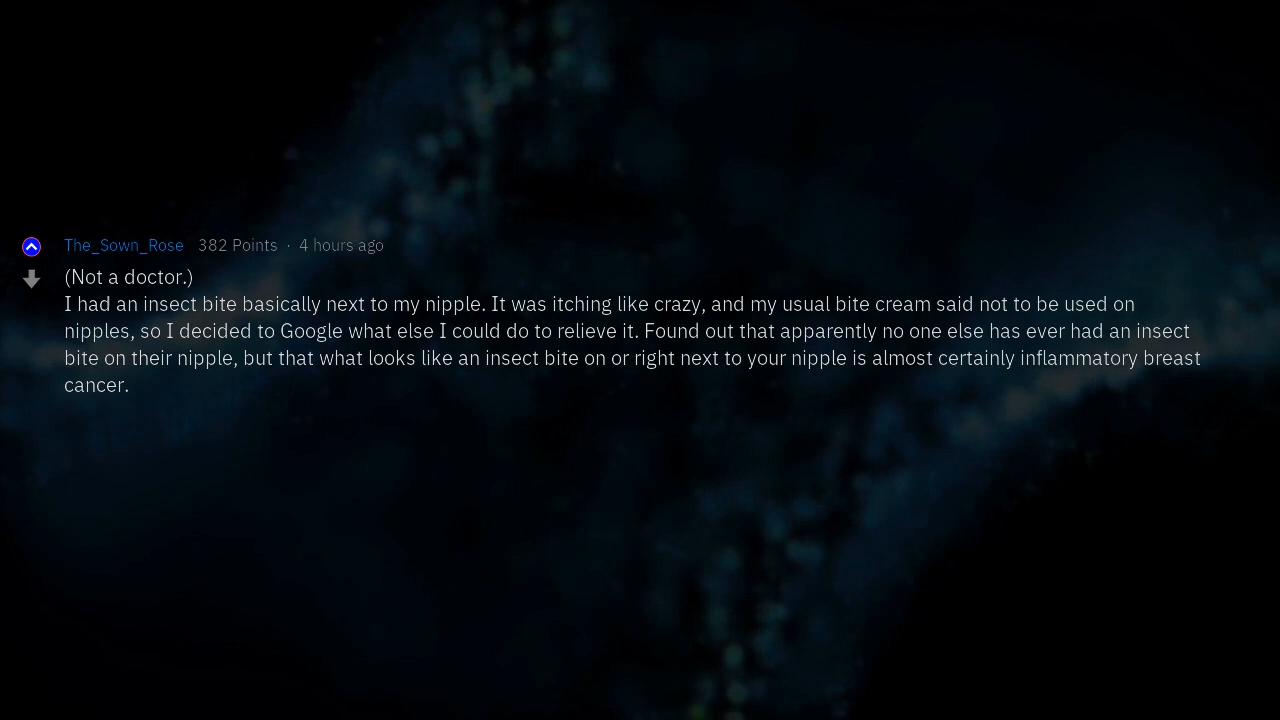 The_Sown_Rose 382 Points · 4 hours ago
(Not a doctor.)
I had an insect bite basically next to my nipple. It was itching like crazy, and my usual bite cream said not to be used on
nipples, so I decided to Google what else I could do to relieve it. Found out that apparently no one else has ever had an insect
bite on their nipple, but that what looks like an insect bite on or right next to your nipple is almost certainly inflammatory breast
cancer.